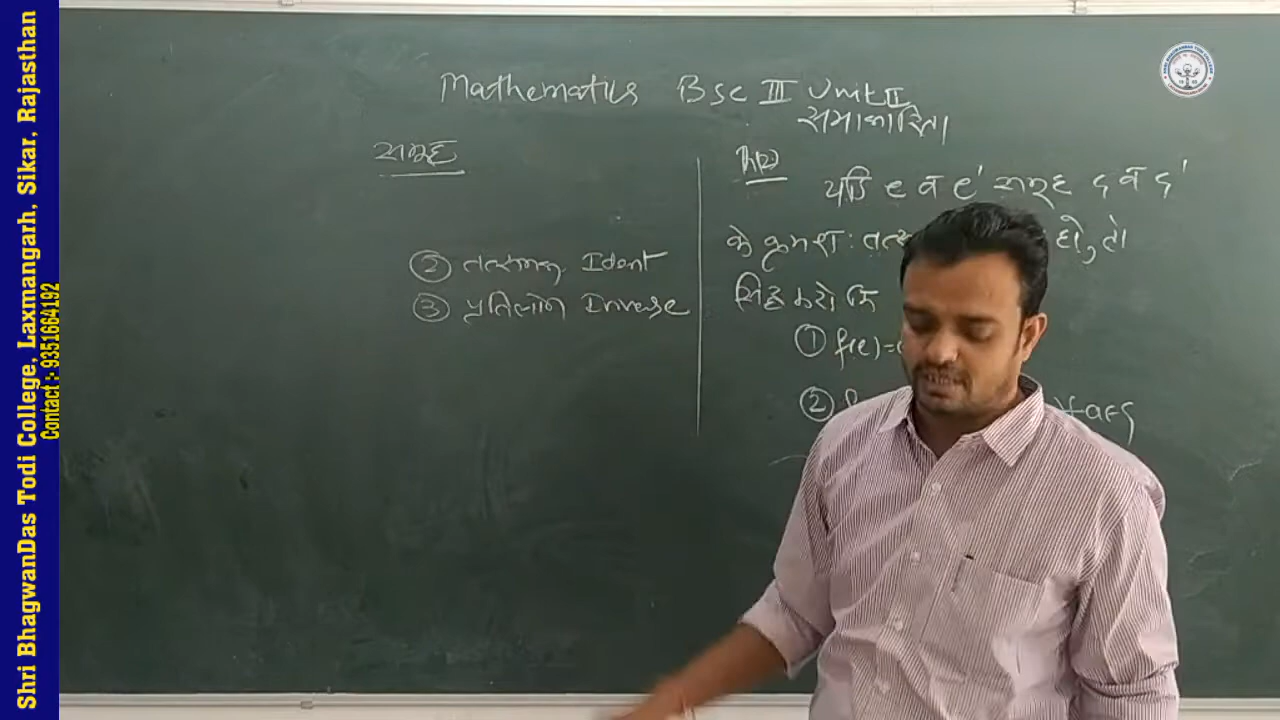 Shri BhagwanDas Todi College, Laxmangarh, Sikar, Rajasthan
Contact :- 9351664192
Mathematics BSC III Unit II
समाकारिता
समूह
② तत्समक Ident
③ प्रतिलोम Inverse
यदि e व e' समूह G व G'
के क्रमशः हो, तो
सिद्ध करो कि
① f(e)=
② ∀ a∈G